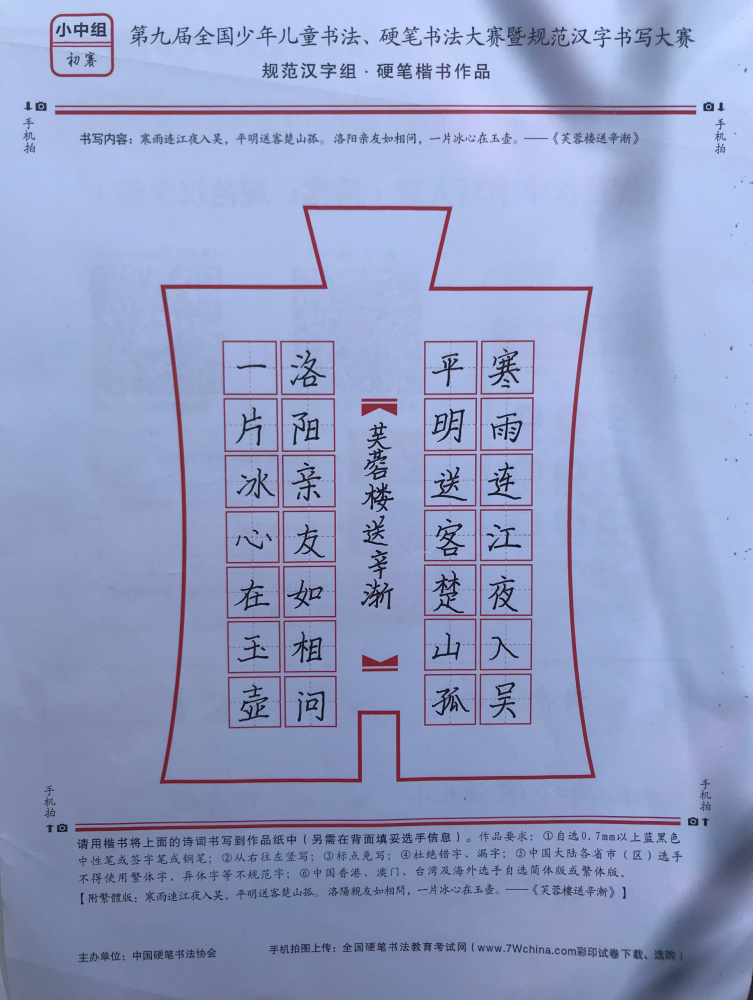 小中组
初赛
第九届全国少年儿童书法、硬笔书法大赛暨规范汉字书写大赛
规范汉字组·硬笔楷书作品
手机拍
手机拍
书写内容：寒雨连江夜入吴，平明送客楚山孤。洛阳亲友如相问，一片冰心在玉壶。——《芙蓉楼送辛渐》
寒雨连江夜入吴
平明送客楚山孤
芙蓉楼送辛渐
洛阳亲友如相问
一片冰心在玉壶
手机拍
手机拍
请用楷书将上面的诗词书写到作品纸中（另需在背面填妥选手信息）。作品要求：①自选0.7mm以上蓝黑色
中性笔或签字笔或钢笔；②从右往左竖写；③标点免写；④杜绝错字、漏字；⑤中国大陆各省市（区）选手
不得使用繁体字、异体字等不规范字；⑥中国香港、澳门、台湾及海外选手自选简体版或繁体版。
【附繁體版：寒雨連江夜入吳，平明送客楚山孤。洛陽親友如相問，一片冰心在玉壺。——《芙蓉樓送辛漸》】
主办单位：中国硬笔书法协会
手机拍图上传：全国硬笔书法教育考试网（www.7Wchina.com彩印试卷下载、选购）